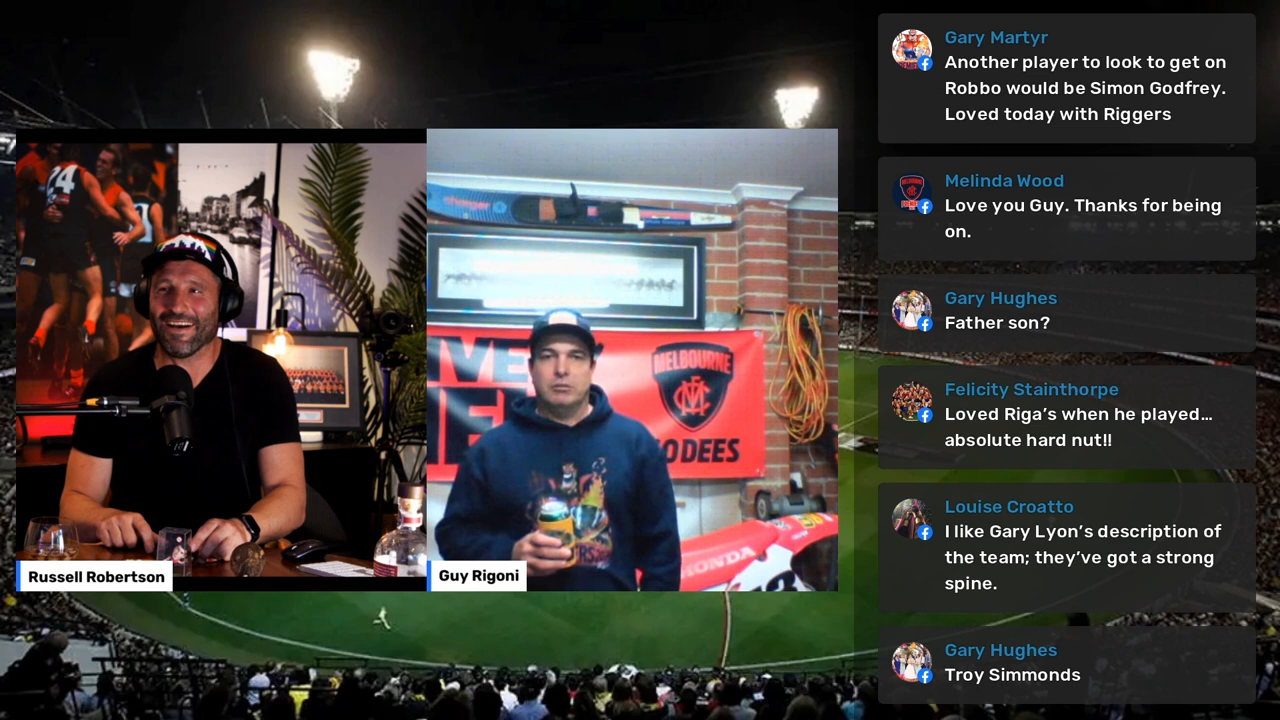 24
MELBOURNE
DEES
HONDA
Russell Robertson
Guy Rigoni
Gary Martyr
Another player to look to get on
Robbo would be Simon Godfrey.
Loved today with Riggers
Melinda Wood
Love you Guy. Thanks for being
on.
Gary Hughes
Father son?
Felicity Stainthorpe
Loved Riga’s when he played...
absolute hard nut!!
Louise Croatto
I like Gary Lyon’s description of
the team; they’ve got a strong
spine.
Gary Hughes
Troy Simmonds